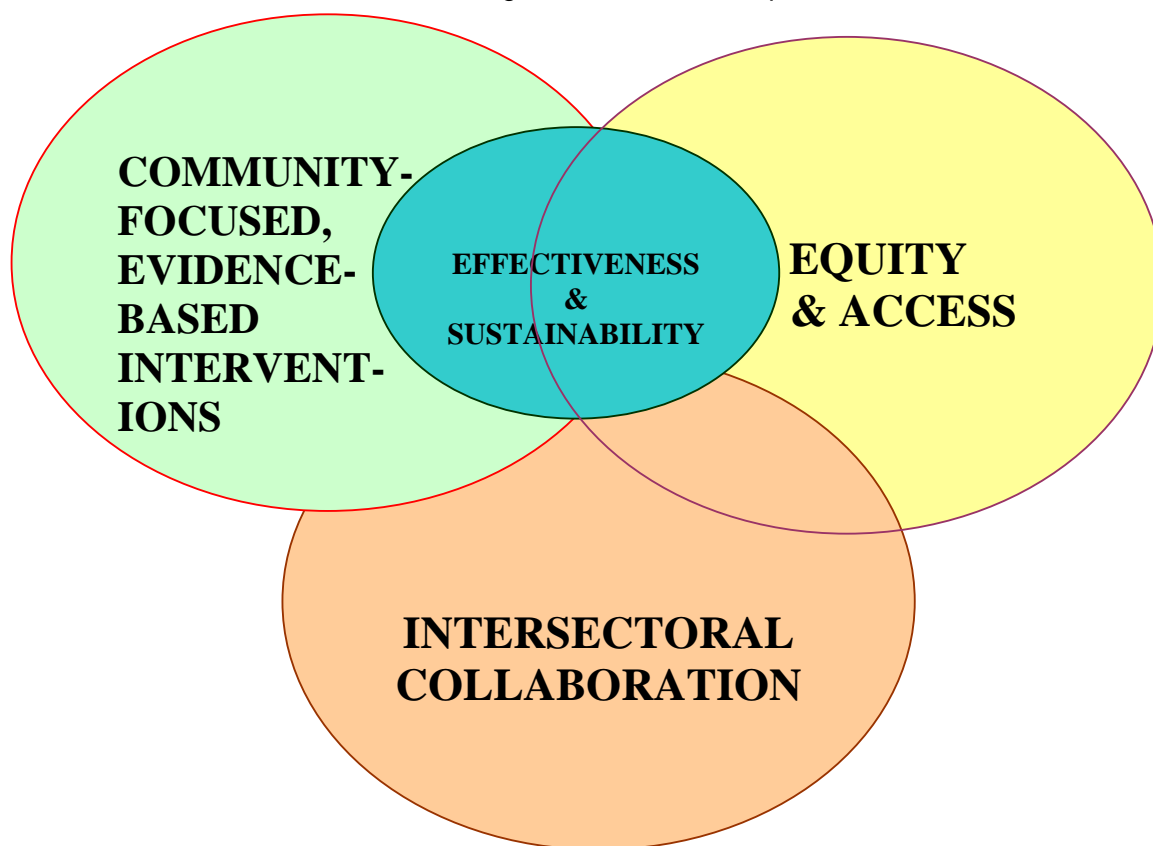 COMMUNITY-
FOCUSED,
EVIDENCE-
BASED
INTERVENT-
IONS
EFFECTIVENESS
&
SUSTAINABILITY
EQUITY
& ACCESS
INTERSECTORAL
COLLABORATION